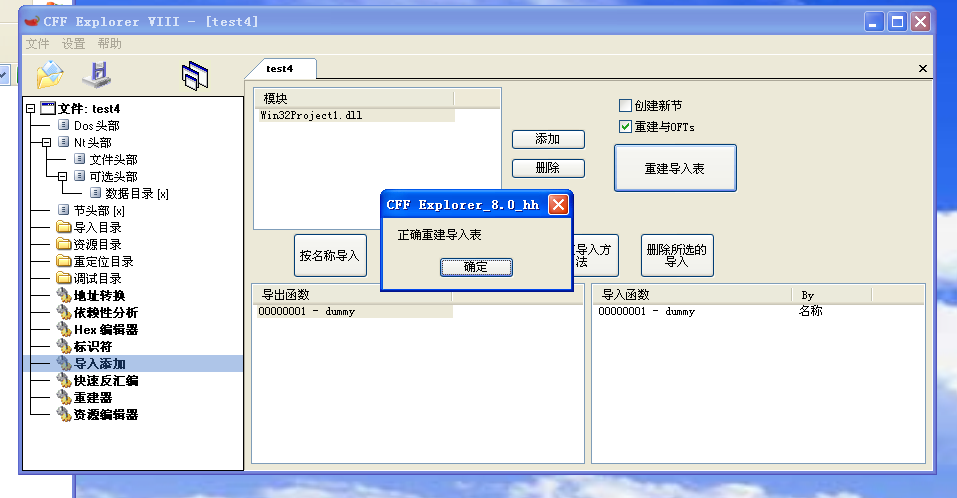 CFF Explorer VIII - [test4]
文件 设置 帮助
test4
文件: test4
Dos 头部
Nt 头部
文件头部
可选头部
数据目录 [x]
节头部 [x]
导入目录
资源目录
重定位目录
调试目录
地址转换
依赖性分析
Hex 编辑器
标识符
导入添加
快速反汇编
重建器
资源编辑器
模块
Win32Project1.dll
添加
删除
创建新节
重建与OFTs
重建导入表
CFF Explorer_8.0_hh
正确重建导入表
确定
按名称导入
导入方
法
删除所选的
导入
导出函数
00000001 - dummy
导入函数 By
00000001 - dummy 名称